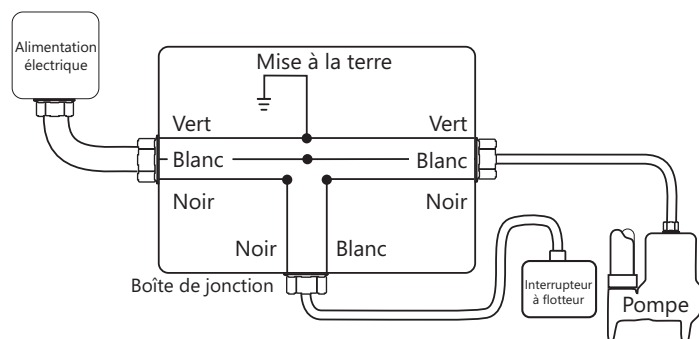 Alimentation
électrique
Mise à la terre
Vert
Vert
Blanc
Blanc
Noir
Noir
Noir
Blanc
Boîte de jonction
Interrupteur
à flotteur
Pompe